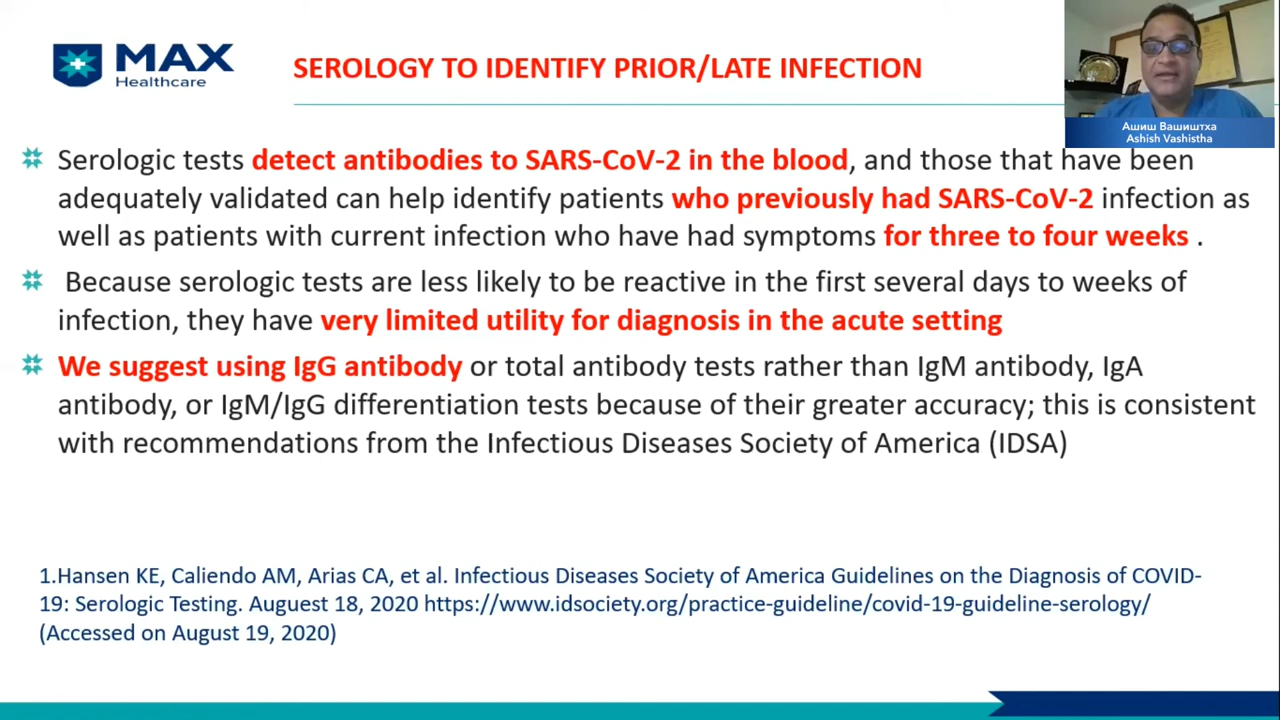 MAX
Healthcare
SEROLOGY TO IDENTIFY PRIOR/LATE INFECTION
Ашиш Вашиштха
Ashish Vashistha
Serologic tests detect antibodies to SARS-CoV-2 in the blood, and those that have been
adequately validated can help identify patients who previously had SARS-CoV-2 infection as
well as patients with current infection who have had symptoms for three to four weeks .
Because serologic tests are less likely to be reactive in the first several days to weeks of
infection, they have very limited utility for diagnosis in the acute setting
We suggest using IgG antibody or total antibody tests rather than IgM antibody, IgA
antibody, or IgM/IgG differentiation tests because of their greater accuracy; this is consistent
with recommendations from the Infectious Diseases Society of America (IDSA)
1.Hansen KE, Caliendo AM, Arias CA, et al. Infectious Diseases Society of America Guidelines on the Diagnosis of COVID-
19: Serologic Testing. Auguest 18, 2020 https://www.idsociety.org/practice-guideline/covid-19-guideline-serology/
(Accessed on August 19, 2020)